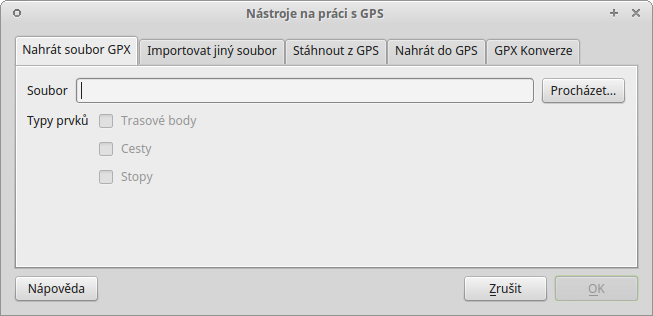 Nástroje na práci s GPS
Nahrát soubor GPX Importovat jiný soubor Stáhnout z GPS Nahrát do GPS GPX Konverze
Soubor Procházet...
Typy prvků Trasové body
Cesty
Stopy
Nápověda Zrušit OK